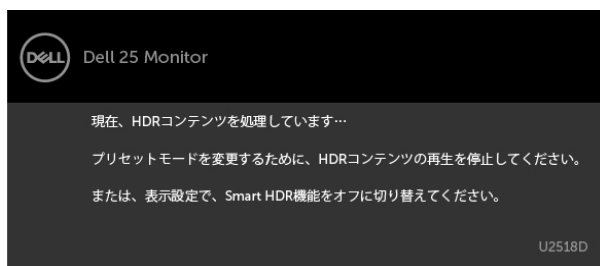 DELL
Dell 25 Monitor
現在、HDRコンテンツを処理しています…
プリセットモードを変更するために、HDRコンテンツの再生を停止してください。
または、表示設定で、Smart HDR機能をオフに切り替えてください。
U2518D